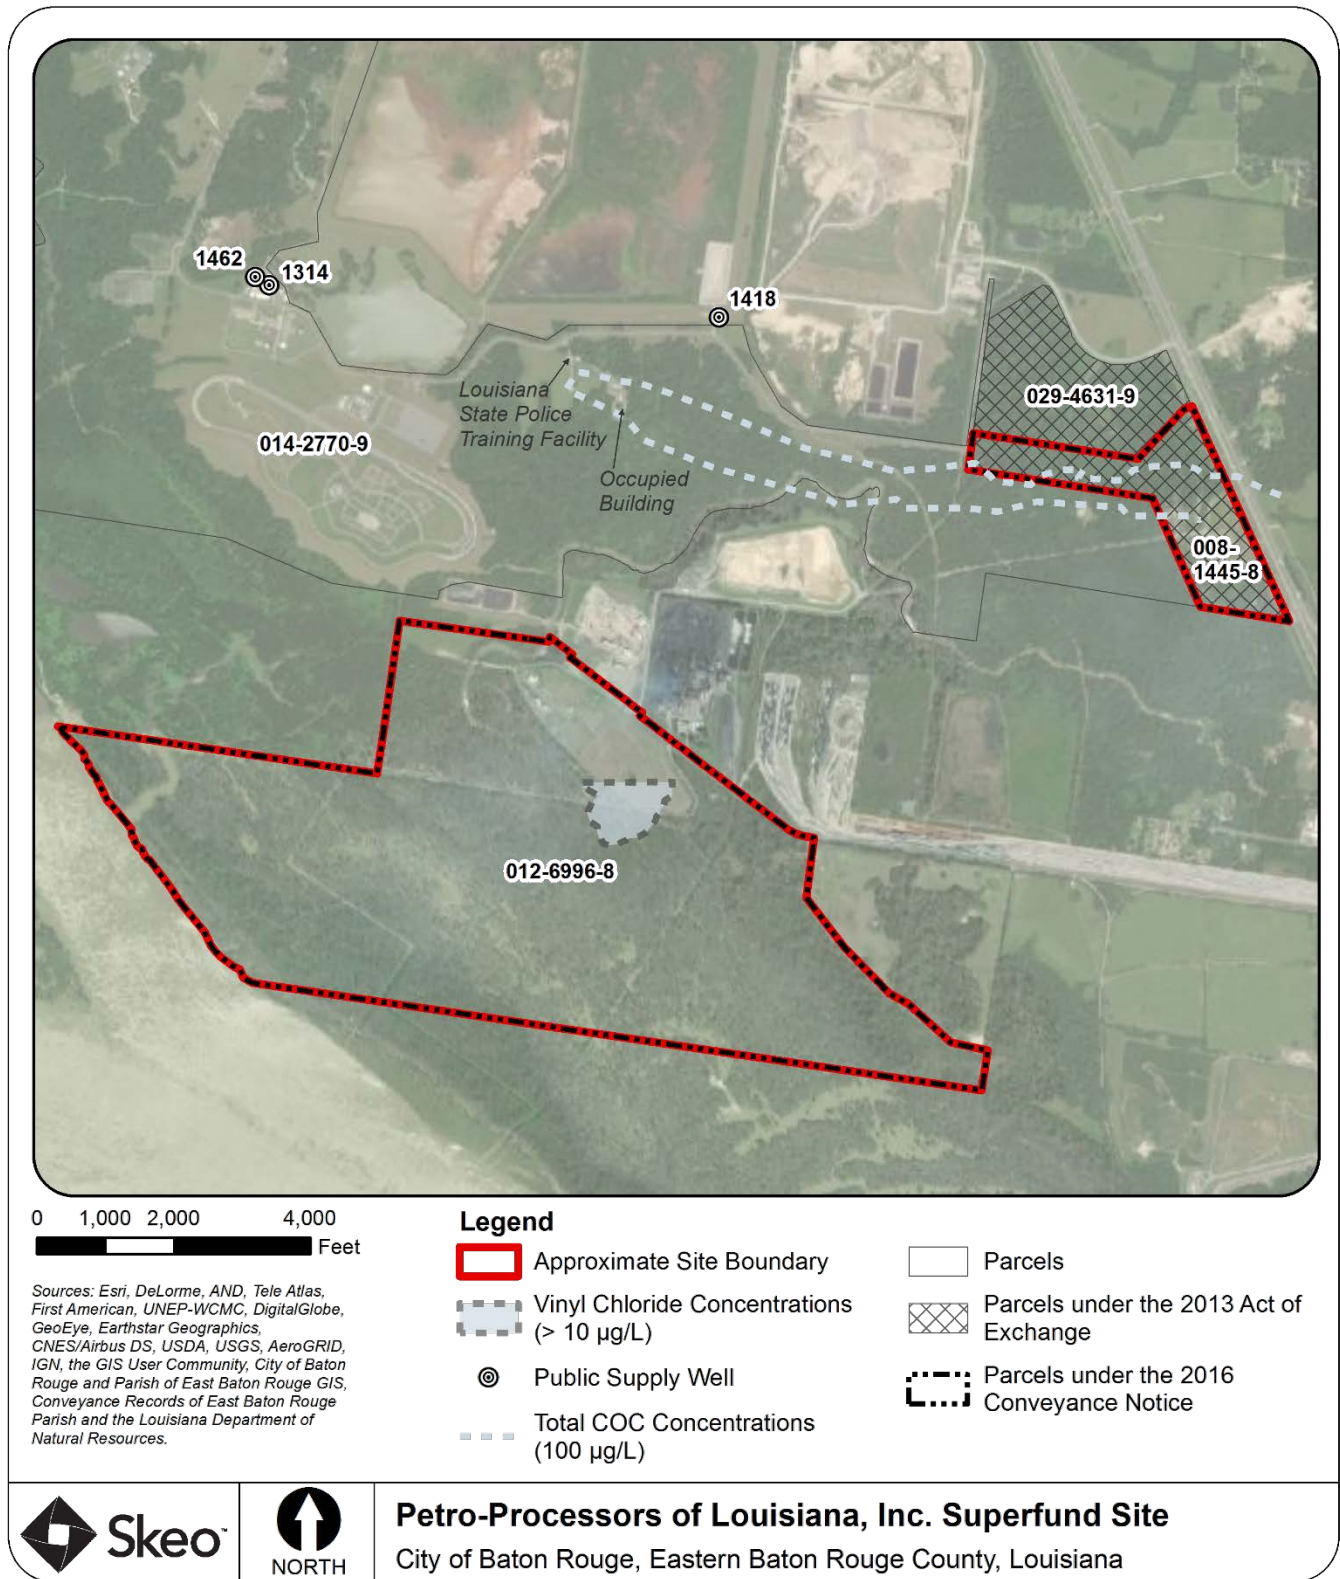 1462
1314
1418
029-4631-9
Louisiana
State Police
Training Facility
014-2770-9
Occupied
Building
008-
1445-8
012-6996-8
0 1,000 2,000 4,000
Feet
Sources: Esri, DeLorme, AND, Tele Atlas,
First American, UNEP-WCMC, DigitalGlobe,
GeoEye, Earthstar Geographics,
CNES/Airbus DS, USDA, USGS, AeroGRID,
IGN, the GIS User Community, City of Baton
Rouge and Parish of East Baton Rouge GIS,
Conveyance Records of East Baton Rouge
Parish and the Louisiana Department of
Natural Resources.
Legend
Approximate Site Boundary
Vinyl Chloride Concentrations
(> 10 µg/L)
Public Supply Well
Total COC Concentrations
(100 µg/L)
Parcels
Parcels under the 2013 Act of
Exchange
Parcels under the 2016
Conveyance Notice
Skeo™
NORTH
Petro-Processors of Louisiana, Inc. Superfund Site
City of Baton Rouge, Eastern Baton Rouge County, Louisiana